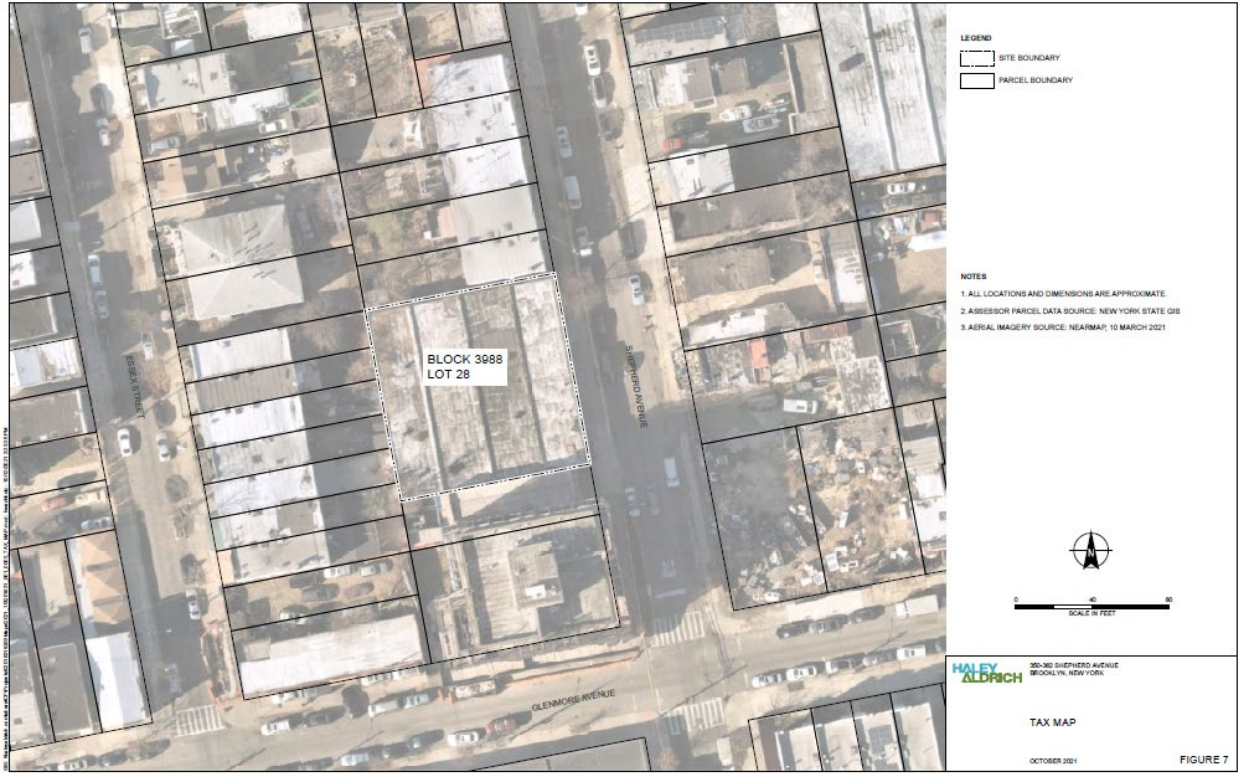 LEGEND
SITE BOUNDARY
PARCEL BOUNDARY
NOTES
1. ALL LOCATIONS AND DIMENSIONS ARE APPROXIMATE.
2. ASSESSOR PARCEL DATA SOURCE: NEW YORK STATE GIS
3. AERIAL IMAGERY SOURCE: NEARMAP, 10 MARCH 2021
BLOCK 3988
LOT 28
ESSEX STREET
SHEPHERD AVENUE
GLENMORE AVENUE
N
0 40 80
SCALE IN FEET
HALEY
ALDRICH
350-362 SHEPHERD AVENUE
BROOKLYN, NEW YORK
TAX MAP
OCTOBER 2021
FIGURE 7